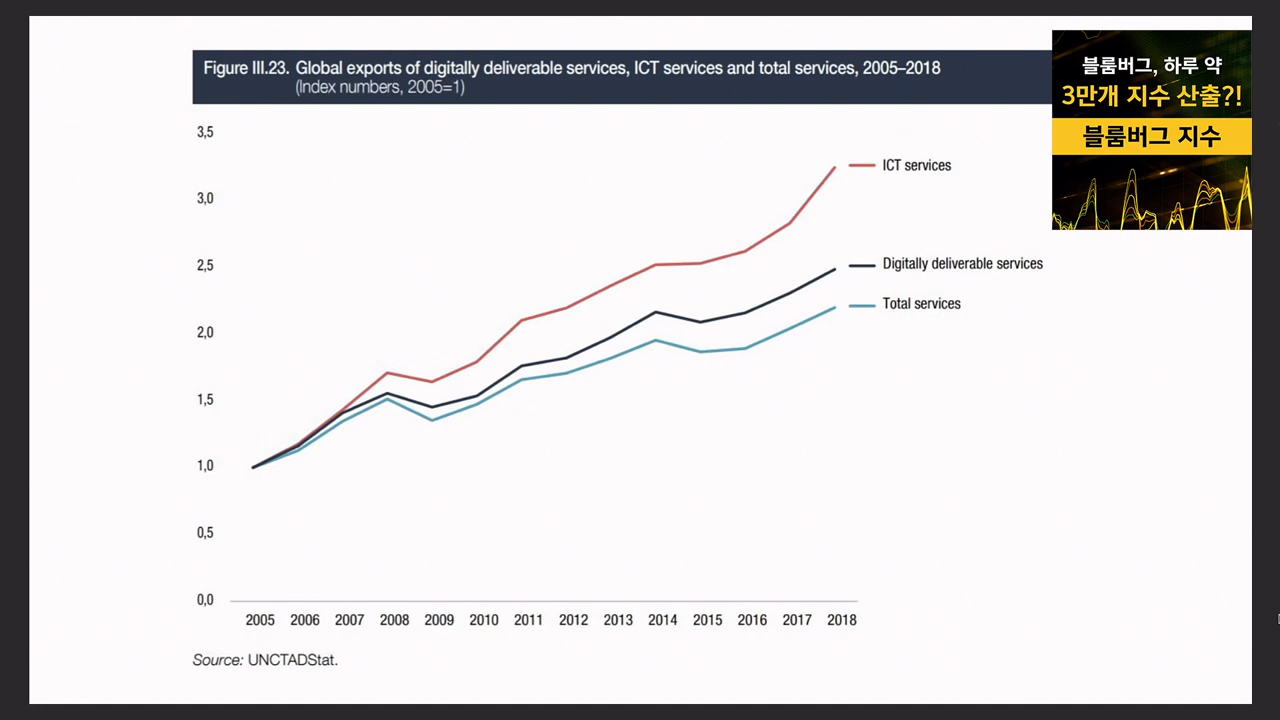 Figure III.23. Global exports of digitally deliverable services, ICT services and total services, 2005–2018
(Index numbers, 2005=1)
블룸버그, 하루 약
3만개 지수 산출?!
블룸버그 지수
3,5
3,0
2,5
2,0
1,5
1,0
0,5
0,0
ICT services
Digitally deliverable services
Total services
2005 2006 2007 2008 2009 2010 2011 2012 2013 2014 2015 2016 2017 2018
Source: UNCTADStat.